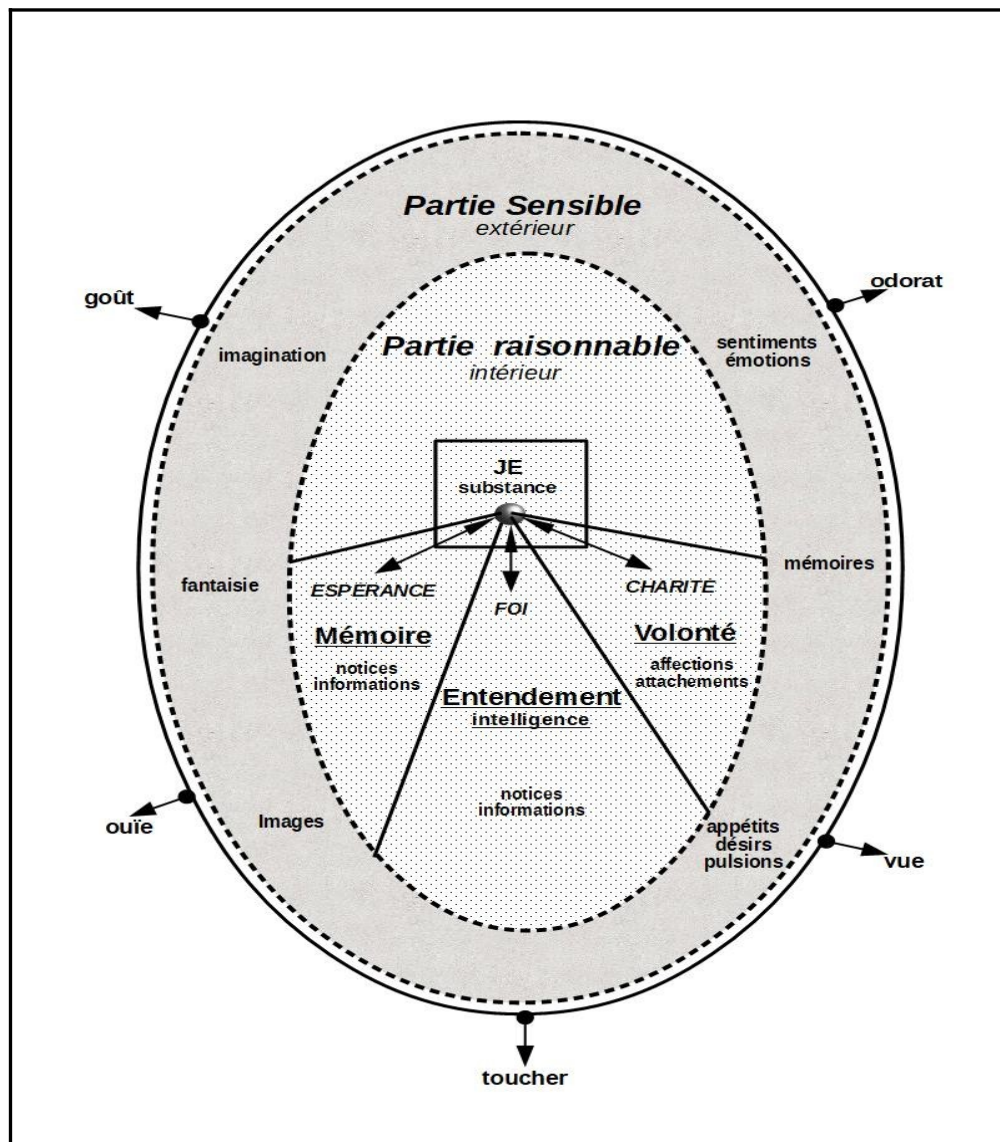 Partie Sensible
extérieur
goût
odorat
imagination
sentiments
émotions
Partie raisonnable
intérieur
JE
substance
fantaisie
mémoires
ESPERANCE
FOI
CHARITE
Mémoire
notices
informations
Volonté
affections
attachements
Entendement
intelligence
notices
informations
Images
appétits
désirs
pulsions
ouïe
vue
toucher